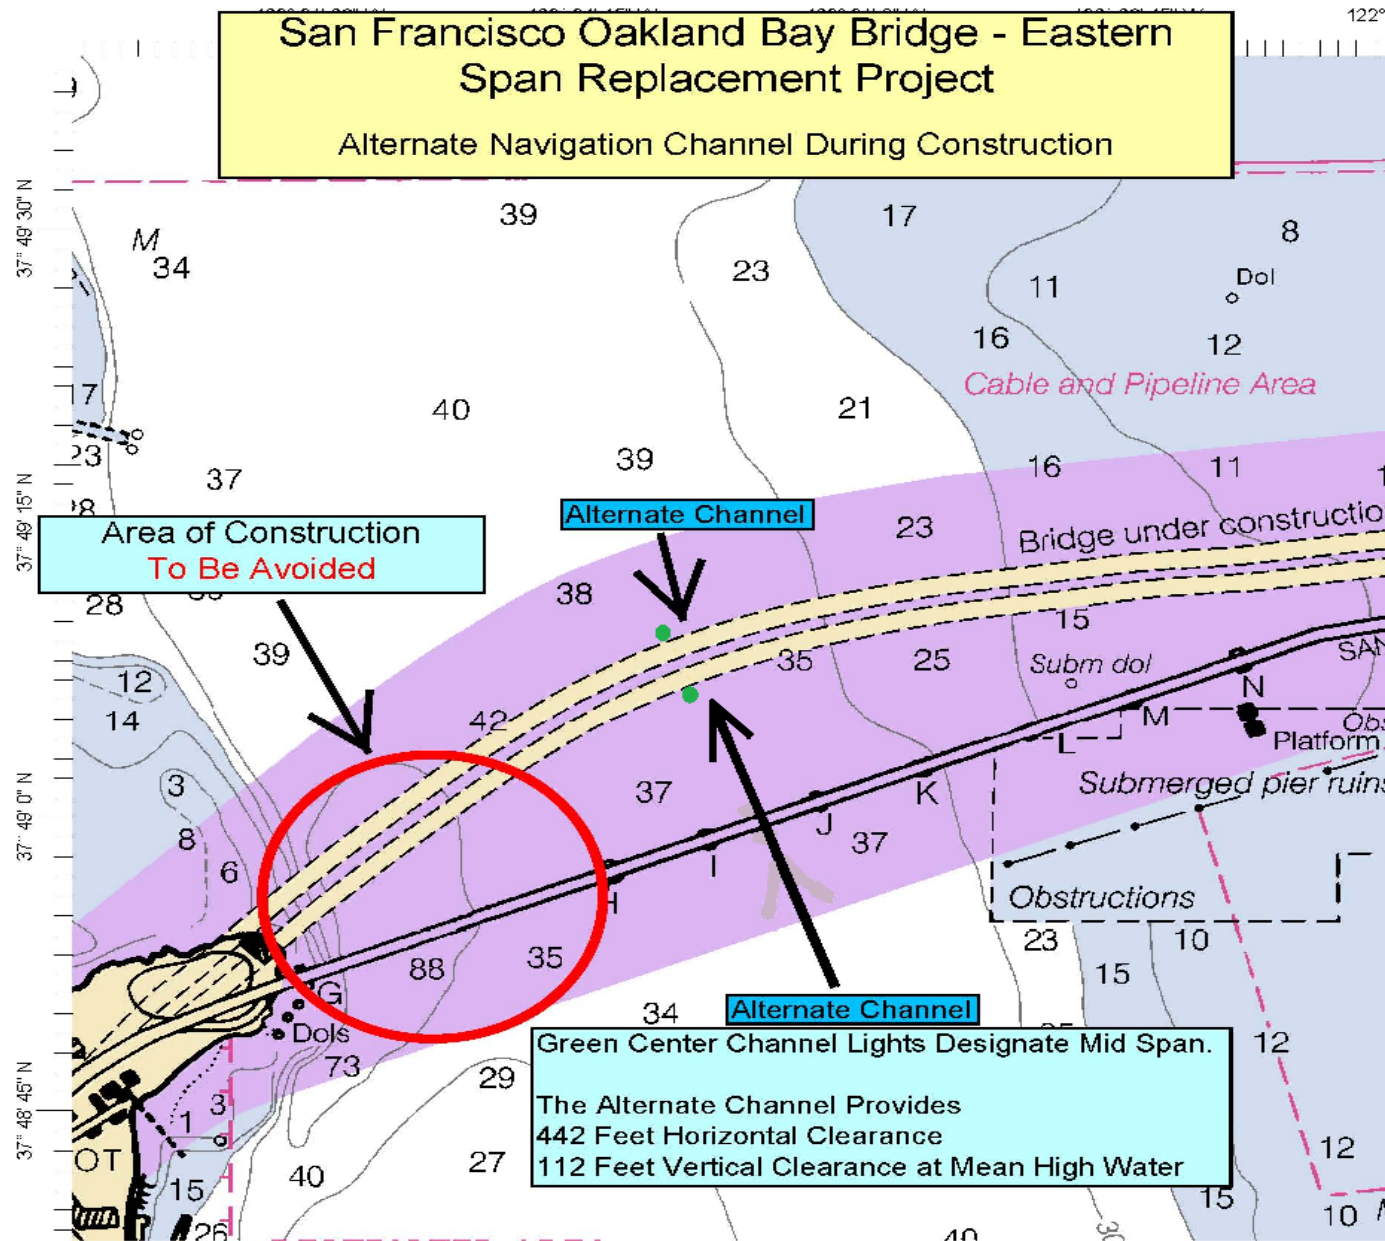 San Francisco Oakland Bay Bridge - Eastern
Span Replacement Project
Alternate Navigation Channel During Construction
122°
37° 49' 30" N
39
17
8
M
34
23
11
Dol
16
12
Cable and Pipeline Area
17
40
21
23
39
16
11
37
37° 49' 15" N
Alternate Channel
23
Bridge under constructio
Area of Construction
To Be Avoided
28
38
15
39
35
25
Subm dol
SAN
12
14
42
N
M
L
Platform
3
37
Submerged pier ruins
37° 49' 0" N
K
J
37
8
6
I
H
Obstructions
23
10
35
88
15
G
34
Alternate Channel
Dols
12
73
29
Green Center Channel Lights Designate Mid Span.
The Alternate Channel Provides
442 Feet Horizontal Clearance
112 Feet Vertical Clearance at Mean High Water
37° 48' 45" N
3
1
OT
12
27
40
15
15
10
26
30